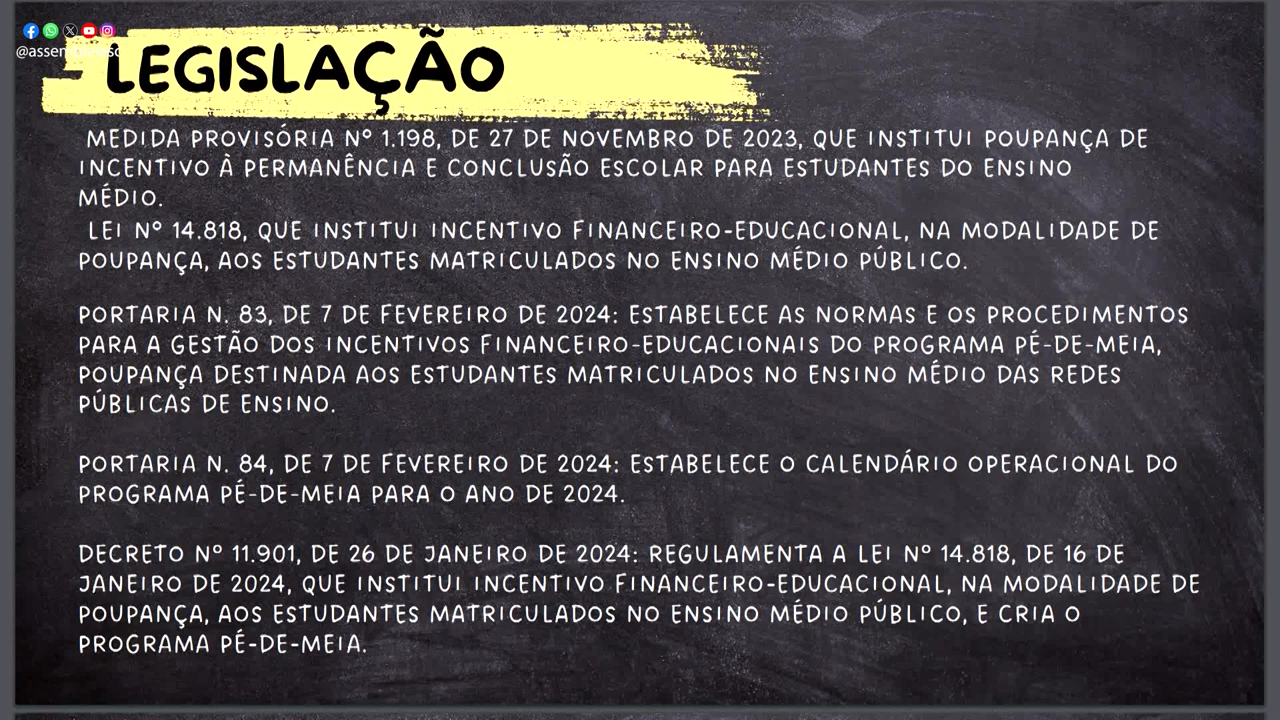 LEGISLAÇÃO
MEDIDA PROVISÓRIA Nº 1.198, DE 27 DE NOVEMBRO DE 2023, QUE INSTITUI POUPANÇA DE
INCENTIVO À PERMANÊNCIA E CONCLUSÃO ESCOLAR PARA ESTUDANTES DO ENSINO
MÉDIO.
LEI Nº 14.818, QUE INSTITUI INCENTIVO FINANCEIRO-EDUCACIONAL, NA MODALIDADE DE
POUPANÇA, AOS ESTUDANTES MATRICULADOS NO ENSINO MÉDIO PÚBLICO.
PORTARIA N. 83, DE 7 DE FEVEREIRO DE 2024: ESTABELECE AS NORMAS E OS PROCEDIMENTOS
PARA A GESTÃO DOS INCENTIVOS FINANCEIRO-EDUCACIONAIS DO PROGRAMA PÉ-DE-MEIA,
POUPANÇA DESTINADA AOS ESTUDANTES MATRICULADOS NO ENSINO MÉDIO DAS REDES
PÚBLICAS DE ENSINO.
PORTARIA N. 84, DE 7 DE FEVEREIRO DE 2024: ESTABELECE O CALENDÁRIO OPERACIONAL DO
PROGRAMA PÉ-DE-MEIA PARA O ANO DE 2024.
DECRETO Nº 11.901, DE 26 DE JANEIRO DE 2024: REGULAMENTA A LEI Nº 14.818, DE 16 DE
JANEIRO DE 2024, QUE INSTITUI INCENTIVO FINANCEIRO-EDUCACIONAL, NA MODALIDADE DE
POUPANÇA, AOS ESTUDANTES MATRICULADOS NO ENSINO MÉDIO PÚBLICO, E CRIA O
PROGRAMA PÉ-DE-MEIA.